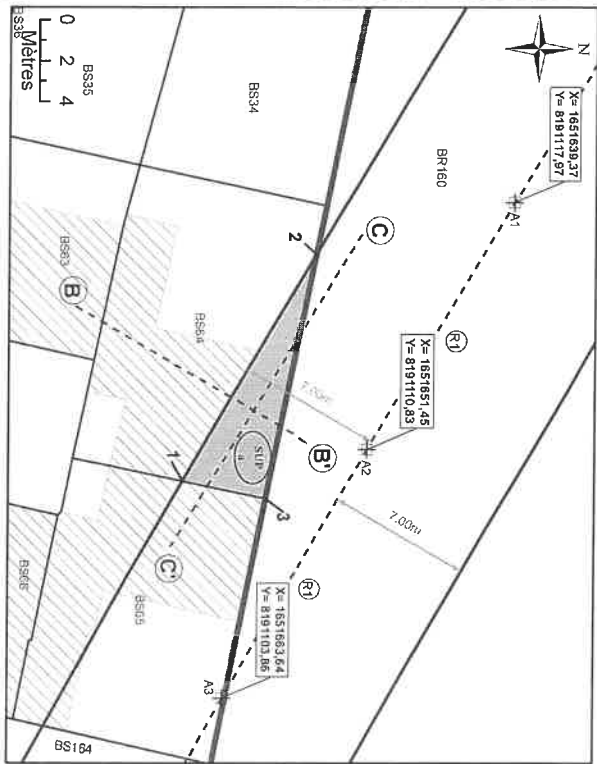 N
X= 1651639,37
Y= 8191117,97
A1
BR160
R1
X= 1651651,45
Y= 8191110,83
A2
7.00m
7.00m
R1
X= 1651663,64
Y= 8191103,86
A3
C
2
B'
SUP
a
3
1
C'
B
BS34
BS35
BS36
BS63
BS64
BS65
BS164
0 2 4
Mètres